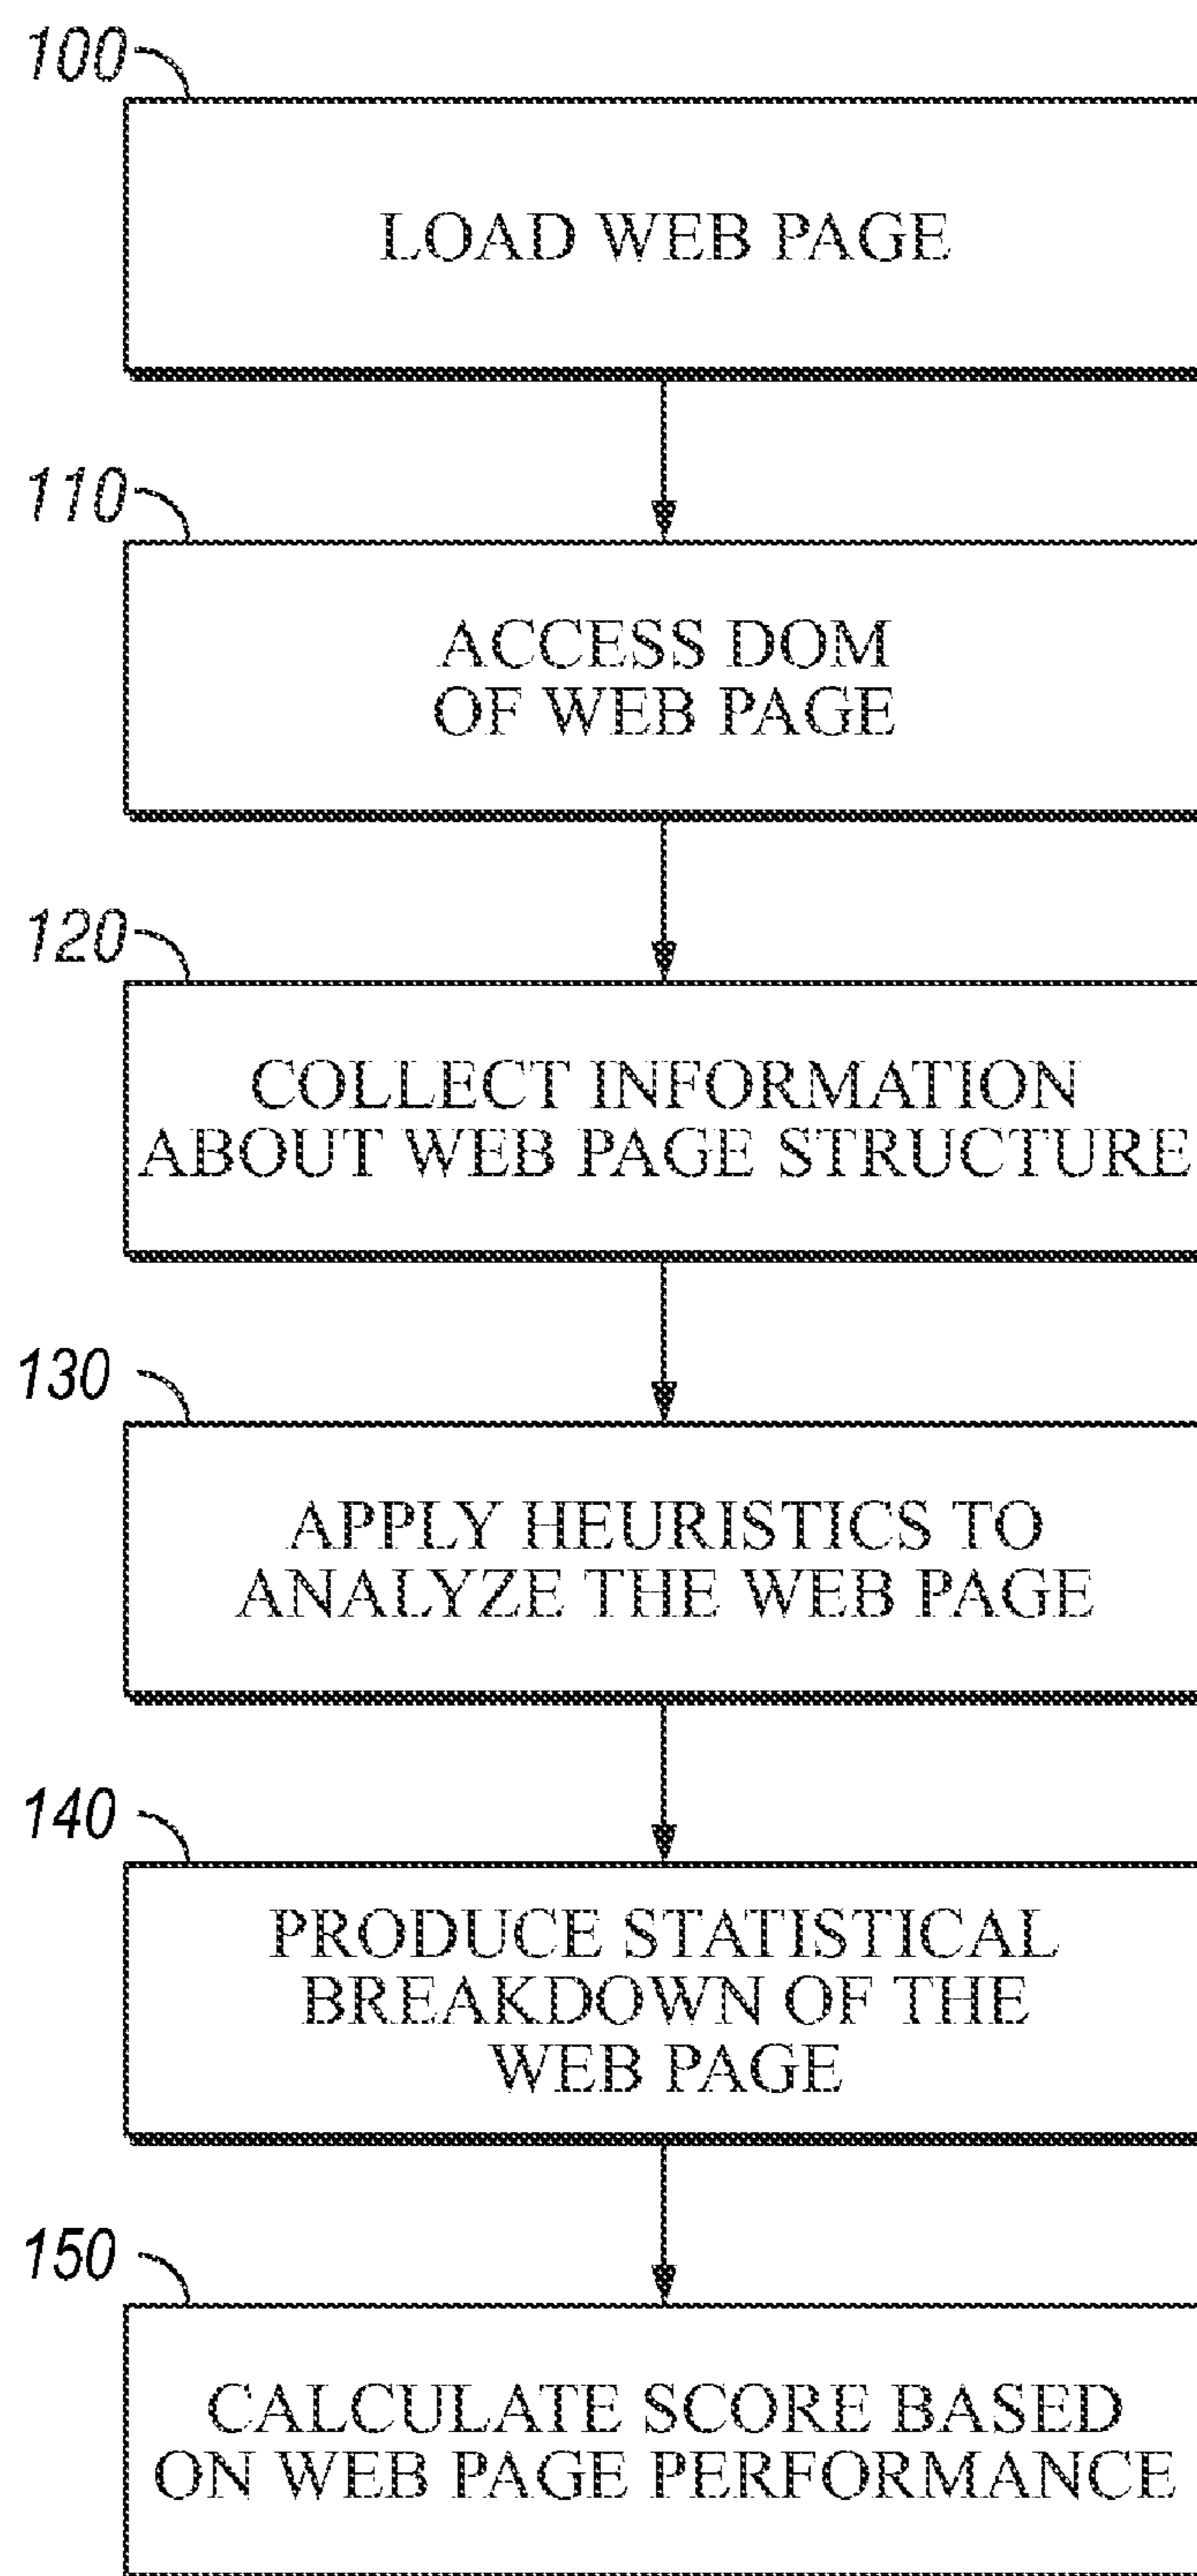 100
LOAD WEB PAGE
110
ACCESS DOM
OF WEB PAGE
120
COLLECT INFORMATION
ABOUT WEB PAGE STRUCTURE
130
APPLY HEURISTICS TO
ANALYZE THE WEB PAGE
140
PRODUCE STATISTICAL
BREAKDOWN OF THE
WEB PAGE
150
CALCULATE SCORE BASED
ON WEB PAGE PERFORMANCE